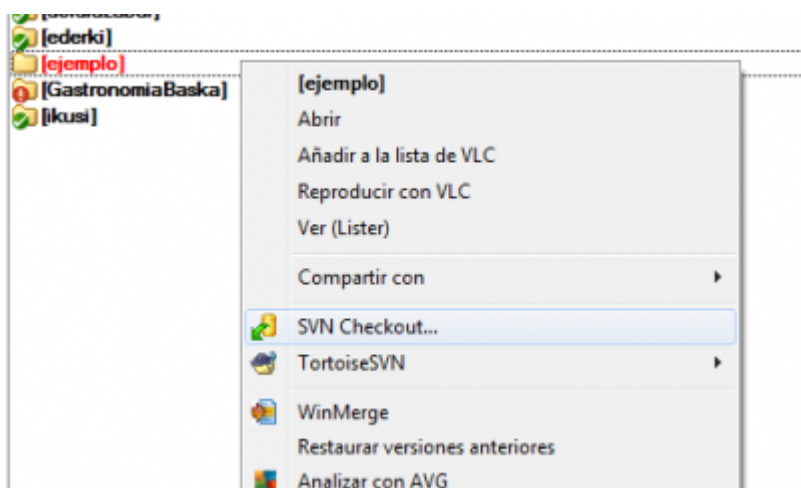 [ederki]
[ejemplo]
[GastronomiaBaska]
[ikusi]
[ejemplo]
Abrir
Añadir a la lista de VLC
Reproducir con VLC
Ver (Lister)
Compartir con
SVN Checkout...
TortoiseSVN
WinMerge
Restaurar versiones anteriores
Analizar con AVG